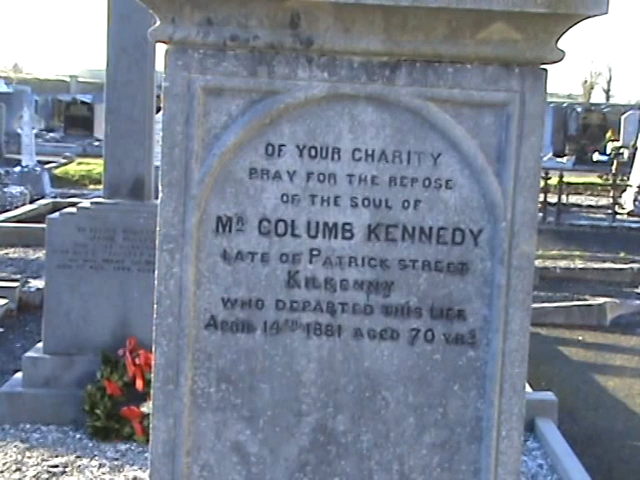 OF YOUR CHARITY
PRAY FOR THE REPOSE
OF THE SOUL OF
MR COLUMB KENNEDY
LATE OF PATRICK STREET
KILKENNY
WHO DEPARTED THIS LIFE
APRIL 14TH 1881 AGED 70 YRS